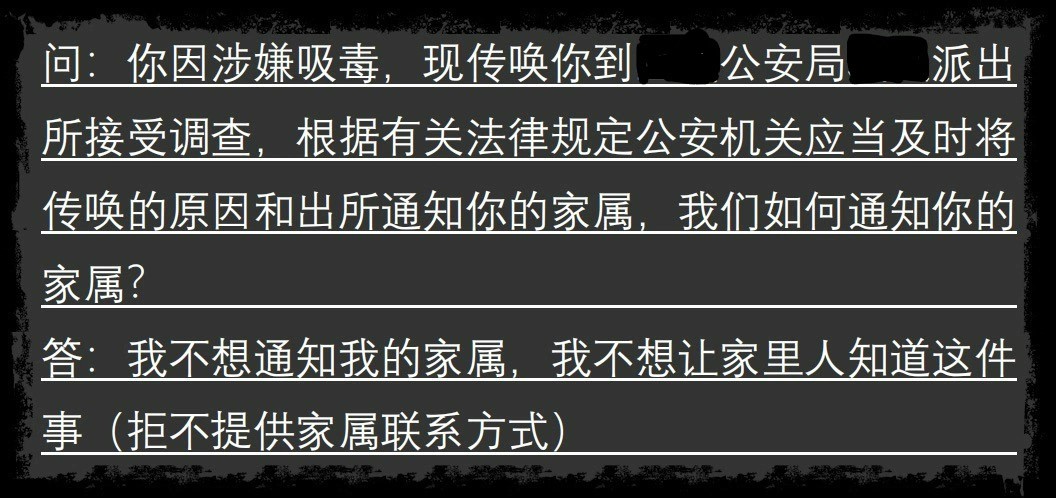 问：你因涉嫌吸毒，现传唤你到 公安局 派出
所接受调查，根据有关法律规定公安机关应当及时将
传唤的原因和出所通知你的家属，我们如何通知你的
家属？
答：我不想通知我的家属，我不想让家里人知道这件
事（拒不提供家属联系方式）